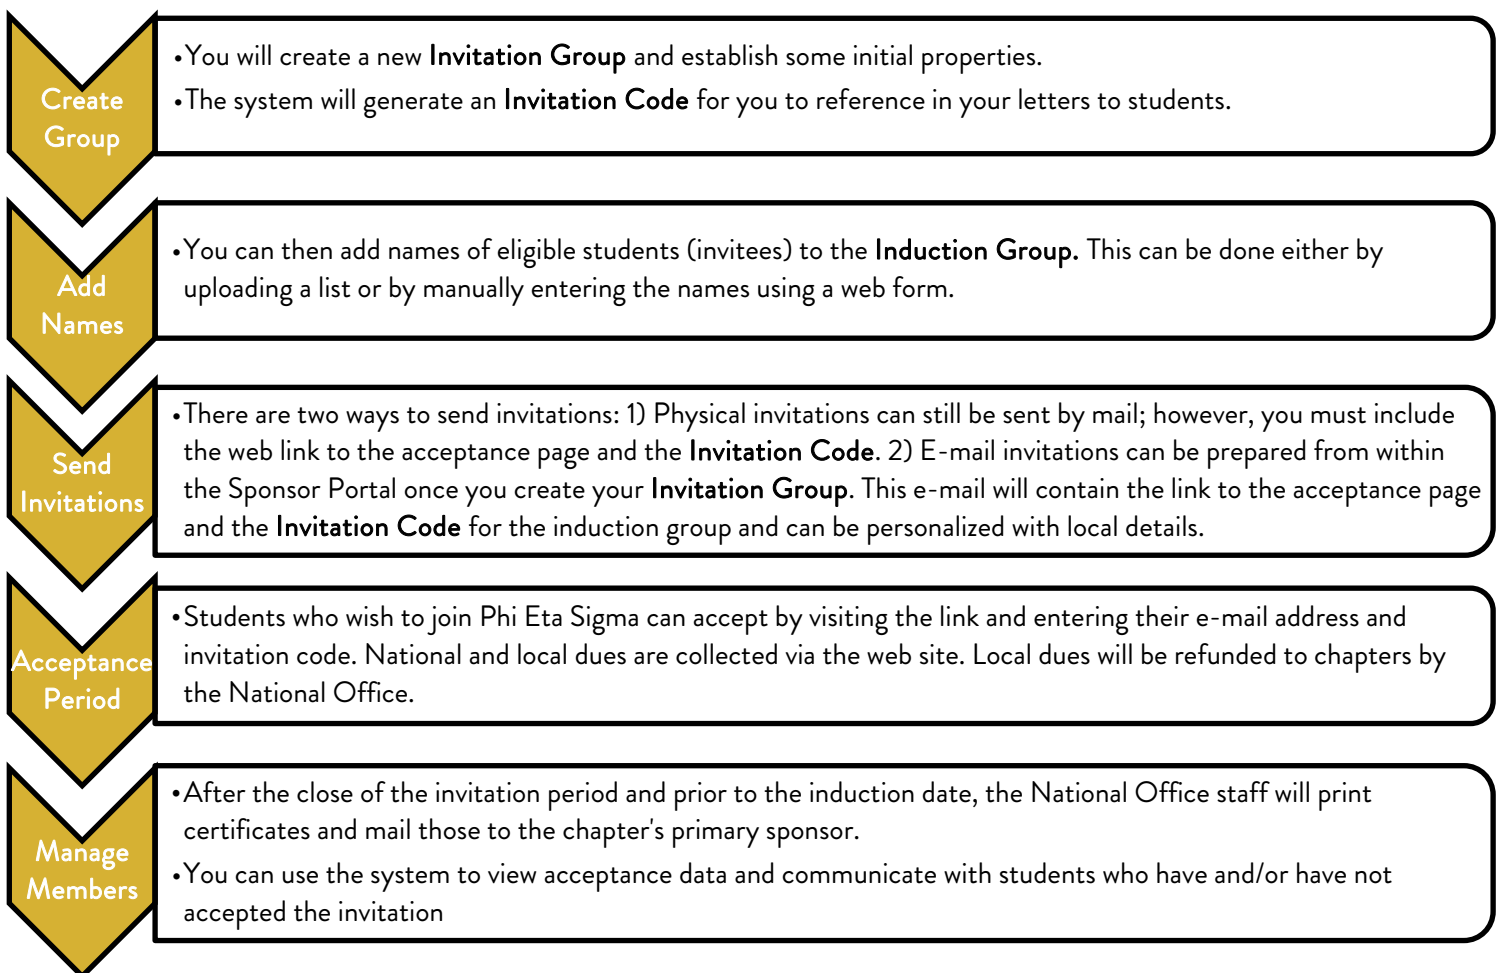 Create
Group
•You will create a new Invitation Group and establish some initial properties.
•The system will generate an Invitation Code for you to reference in your letters to students.
Add
Names
•You can then add names of eligible students (invitees) to the Induction Group. This can be done either by
uploading a list or by manually entering the names using a web form.
Send
Invitations
•There are two ways to send invitations: 1) Physical invitations can still be sent by mail; however, you must include
the web link to the acceptance page and the Invitation Code. 2) E-mail invitations can be prepared from within
the Sponsor Portal once you create your Invitation Group. This e-mail will contain the link to the acceptance page
and the Invitation Code for the induction group and can be personalized with local details.
Acceptance
Period
•Students who wish to join Phi Eta Sigma can accept by visiting the link and entering their e-mail address and
invitation code. National and local dues are collected via the web site. Local dues will be refunded to chapters by
the National Office.
Manage
Members
•After the close of the invitation period and prior to the induction date, the National Office staff will print
certificates and mail those to the chapter's primary sponsor.
•You can use the system to view acceptance data and communicate with students who have and/or have not
accepted the invitation